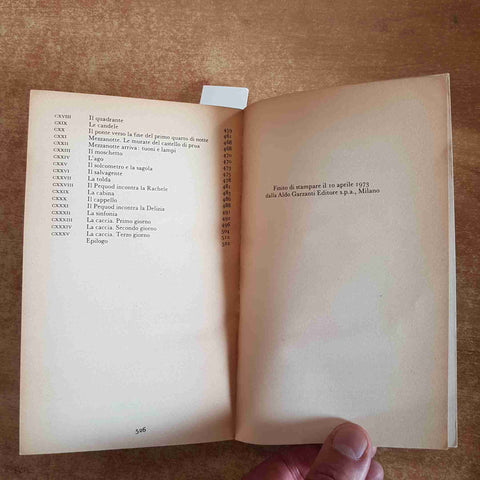 CXVIII Il quadrante
CXIX Le candele
CXX Il ponte verso la fine del primo quarto di notte
CXXI Mezzanotte. Le murate del castello di prua
CXXII Mezzanotte arriva: tuoni e lampi
CXXIII Il moschetto
CXXIV L'ago
CXXV Il solcometro e la sagola
CXXVI Il salvagente
CXXVII La tolda
CXXVIII Il Pequod incontra la Rachele
CXXIX La cabina
CXXX Il cappello
CXXXI Il Pequod incontra la Delizia
CXXXII La sinfonia
CXXXIII La caccia. Primo giorno 496
CXXXIV La caccia. Secondo giorno 504
CXXXV La caccia. Terzo giorno 512
Epilogo
526
Finito di stampare il 10 aprile 1973
dalla Aldo Garzanti Editore s.p.a., Milano